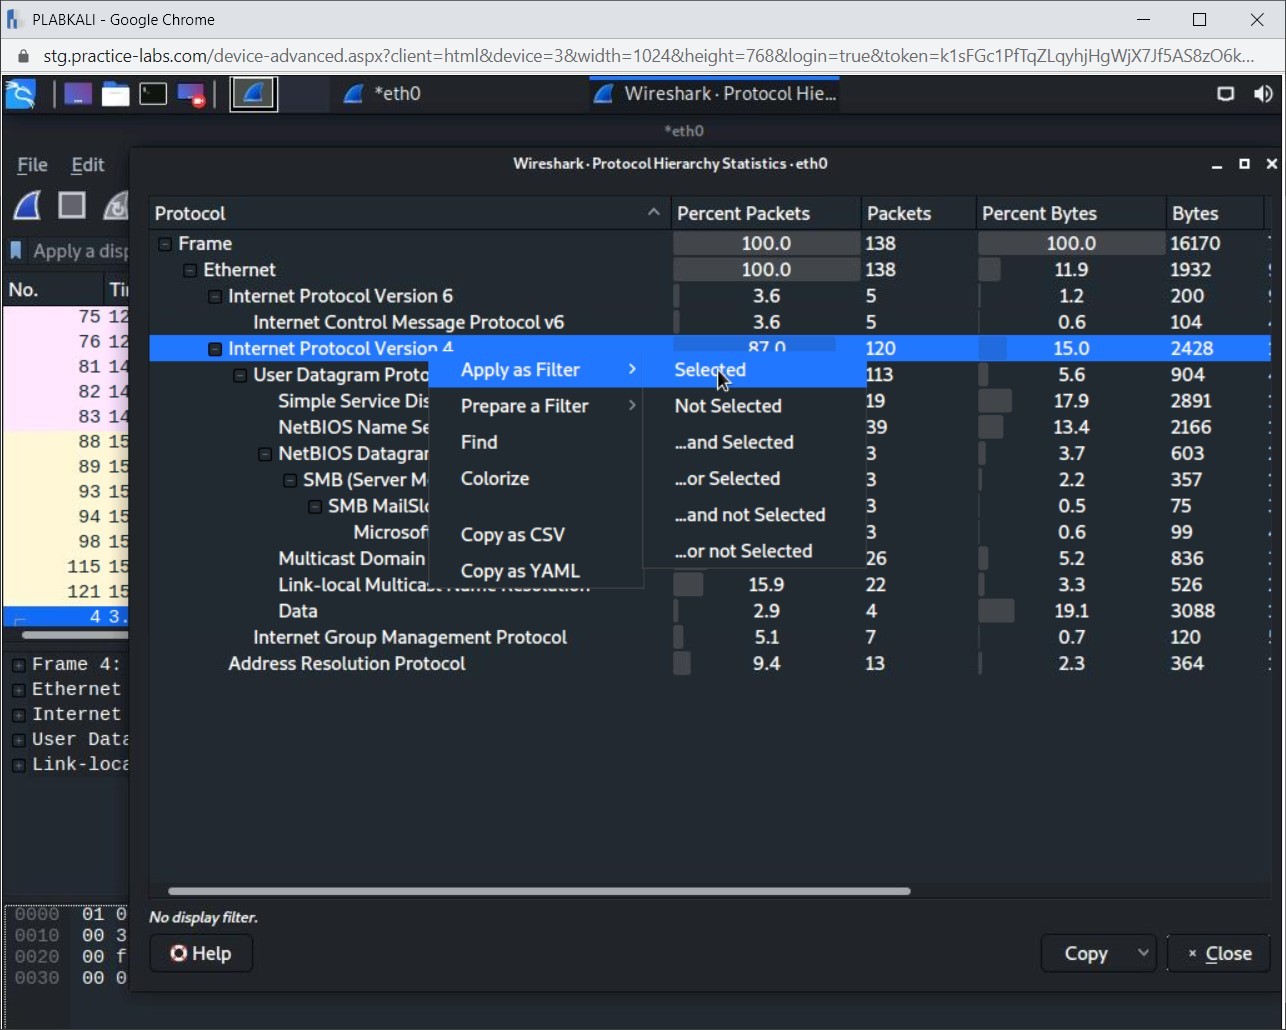 PLABKALI - Google Chrome
stg.practice-labs.com/device-advanced.aspx?client=html&device=3&width=1024&height=768&login=true&token=k1sFGc1PfTqZLqyhjHgWjX7Jf5AS8zO6k...
*eth0 Wireshark · Protocol Hie...
*eth0
File Edit
Wireshark · Protocol Hierarchy Statistics · eth0
Protocol Percent Packets Packets Percent Bytes Bytes
Apply a disp
No. Ti
Frame 100.0 138 100.0 16170
Ethernet 100.0 138 11.9 1932
Internet Protocol Version 6 3.6 5 1.2 200
Internet Control Message Protocol v6 3.6 5 0.6 104
Internet Protocol Version 4 87.0 120 15.0 2428
User Datagram Proto 113 5.6 904
Simple Service Dis 19 17.9 2891
NetBIOS Name Se 39 13.4 2166
NetBIOS Datagrar 3 3.7 603
SMB (Server M 3 2.2 357
SMB MailSl 3 0.5 75
Microsof 3 0.6 99
Multicast Domain 26 5.2 836
Link-local Multicast Name Resolution 15.9 22 3.3 526
Data 2.9 4 19.1 3088
Internet Group Management Protocol 5.1 7 0.7 120
Address Resolution Protocol 9.4 13 2.3 364
Apply as Filter
Prepare a Filter
Find
Colorize
Copy as CSV
Copy as YAML
Selected
Not Selected
...and Selected
...or Selected
...and not Selected
...or not Selected
75 12
76 12
81 14
82 14
83 14
88 15
89 15
93 15
94 15
98 15
115 15
121 15
4 3.
Frame 4:
Ethernet
Internet
User Data
Link-loca
0000 01 0
0010 00 3
0020 00 f
0030 00 0
No display filter.
Help Copy Close